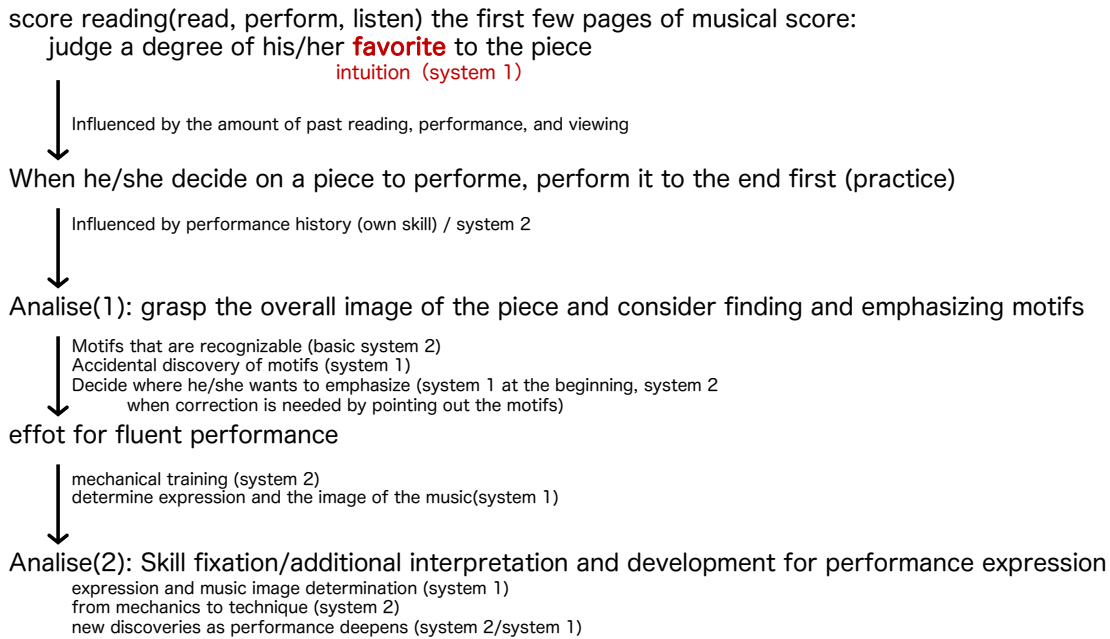 score reading(read, perform, listen) the first few pages of musical score:
judge a degree of his/her favorite to the piece
intuition（system 1）
Influenced by the amount of past reading, performance, and viewing
When he/she decide on a piece to performe, perform it to the end first (practice)
Influenced by performance history (own skill) / system 2
Analise(1): grasp the overall image of the piece and consider finding and emphasizing motifs
Motifs that are recognizable (basic system 2)
Accidental discovery of motifs (system 1)
Decide where he/she wants to emphasize (system 1 at the beginning, system 2
when correction is needed by pointing out the motifs)
effot for fluent performance
mechanical training (system 2)
determine expression and the image of the music(system 1)
Analise(2): Skill fixation/additional interpretation and development for performance expression
expression and music image determination (system 1)
from mechanics to technique (system 2)
new discoveries as performance deepens (system 2/system 1)